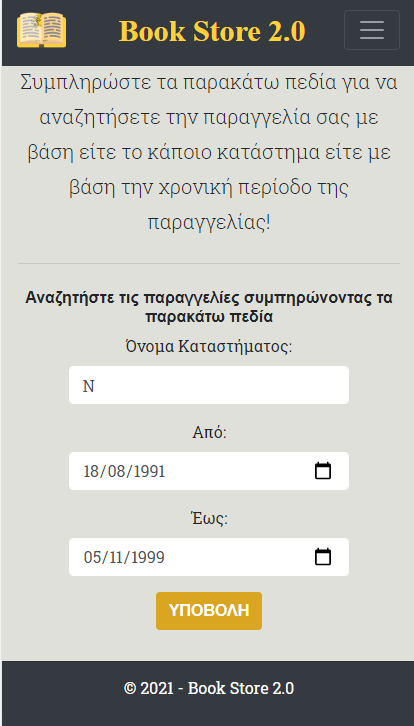 Book Store 2.0
Συμπληρώστε τα παρακάτω πεδία για να
αναζητήσετε την παραγγελία σας με
βάση είτε το κάποιο κατάστημα είτε με
βάση την χρονική περίοδο της
παραγγελίας!
Αναζητήστε τις παραγγελίες συμπηρώνοντας τα
παρακάτω πεδία
Όνομα Καταστήματος:
N
Από:
18/08/1991
Έως:
05/11/1999
ΥΠΟΒΟΛΗ
© 2021 - Book Store 2.0